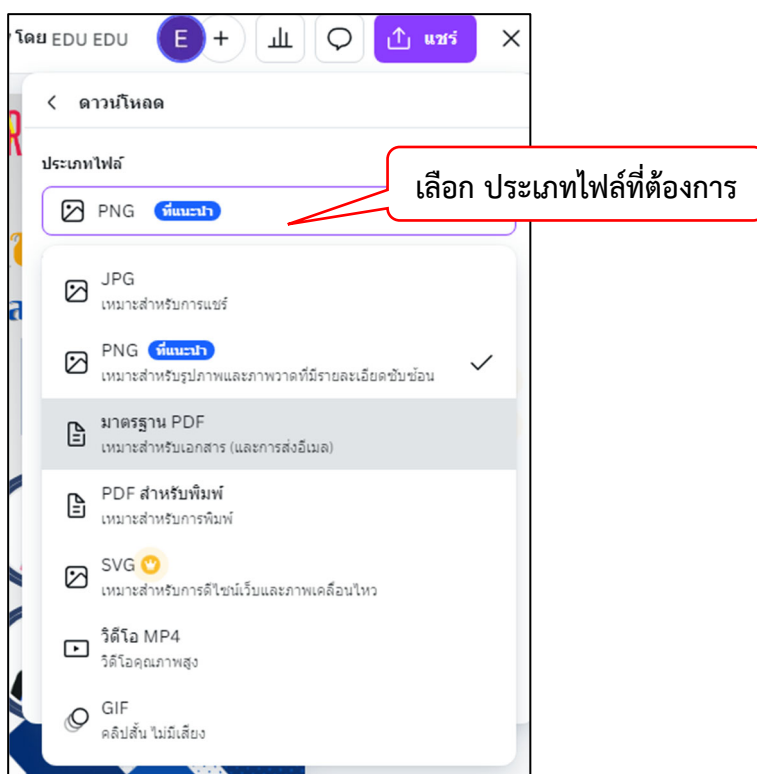 โดย EDU EDU
E
+
แชร์
ดาวน์โหลด
ประเภทไฟล์
PNG ที่แนะนำ
เลือก ประเภทไฟล์ที่ต้องการ
JPG
เหมาะสำหรับการแชร์
PNG ที่แนะนำ
เหมาะสำหรับรูปภาพและภาพวาดที่มีรายละเอียดซับซ้อน
มาตรฐาน PDF
เหมาะสำหรับเอกสาร (และการส่งอีเมล)
PDF สำหรับพิมพ์
เหมาะสำหรับการพิมพ์
SVG
เหมาะสำหรับการดีไซน์เว็บและภาพเคลื่อนไหว
วิดีโอ MP4
วิดีโอคุณภาพสูง
GIF
คลิปสั้น ไม่มีเสียง